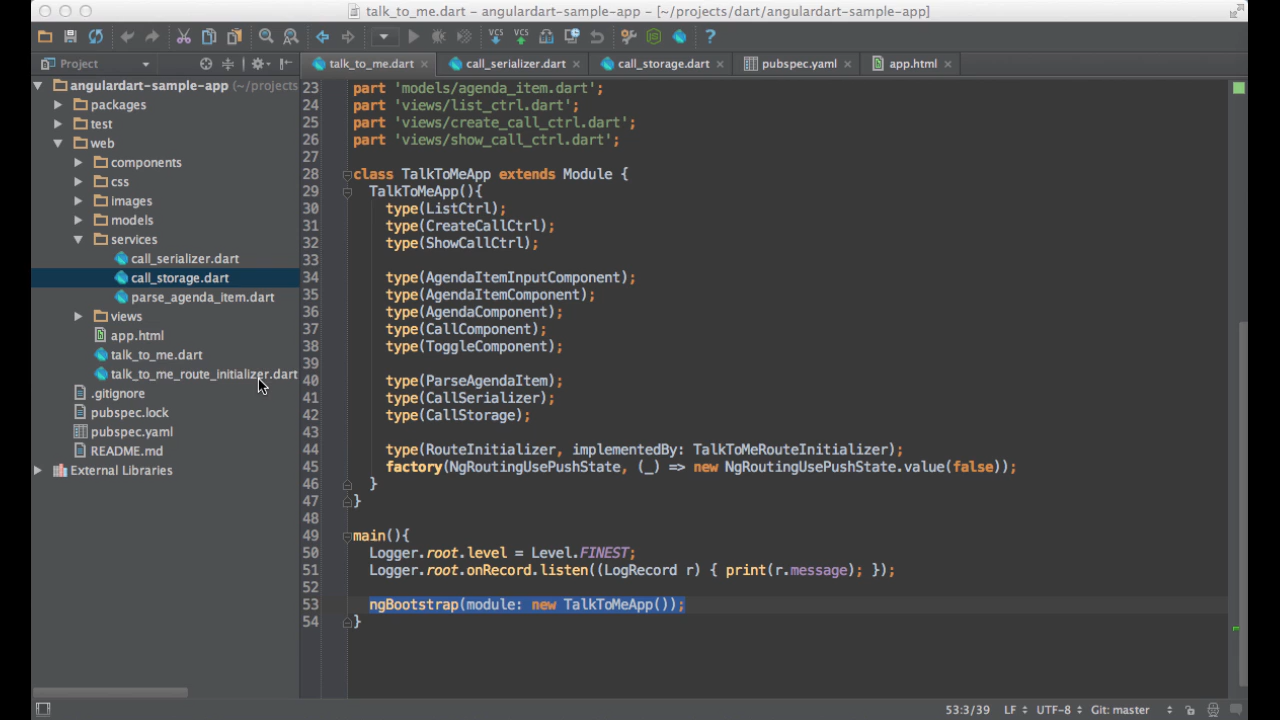 talk_to_me.dart – angulardart-sample-app – [~/projects/dart/angulardart-sample-app]
VCS VCS
Project
talk_to_me.dart call_serializer.dart call_storage.dart pubspec.yaml app.html
angulardart-sample-app (~/projects
packages
test
web
components
css
images
models
services
call_serializer.dart
call_storage.dart
parse_agenda_item.dart
views
app.html
talk_to_me.dart
talk_to_me_route_initializer.dart
.gitignore
pubspec.lock
pubspec.yaml
README.md
External Libraries
23 part 'models/agenda_item.dart';
24 part 'views/list_ctrl.dart';
25 part 'views/create_call_ctrl.dart';
26 part 'views/show_call_ctrl.dart';
27
28 class TalkToMeApp extends Module {
29 TalkToMeApp(){
30 type(ListCtrl);
31 type(CreateCallCtrl);
32 type(ShowCallCtrl);
33
34 type(AgendaItemInputComponent);
35 type(AgendaItemComponent);
36 type(AgendaComponent);
37 type(CallComponent);
38 type(ToggleComponent);
39
40 type(ParseAgendaItem);
41 type(CallSerializer);
42 type(CallStorage);
43
44 type(RouteInitializer, implementedBy: TalkToMeRouteInitializer);
45 factory(NgRoutingUsePushState, (_) => new NgRoutingUsePushState.value(false));
46 }
47 }
48
49 main(){
50 Logger.root.level = Level.FINEST;
51 Logger.root.onRecord.listen((LogRecord r) { print(r.message); });
52
53 ngBootstrap(module: new TalkToMeApp());
54 }
53:3/39 LF UTF-8 Git: master